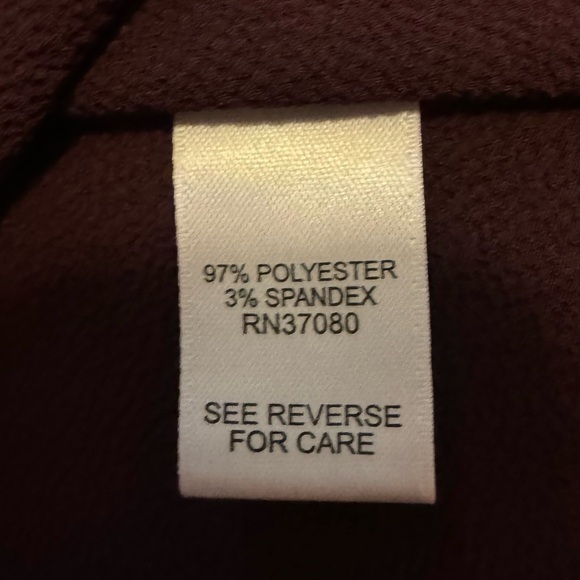 97% POLYESTER
3% SPANDEX
RN37080
SEE REVERSE
FOR CARE